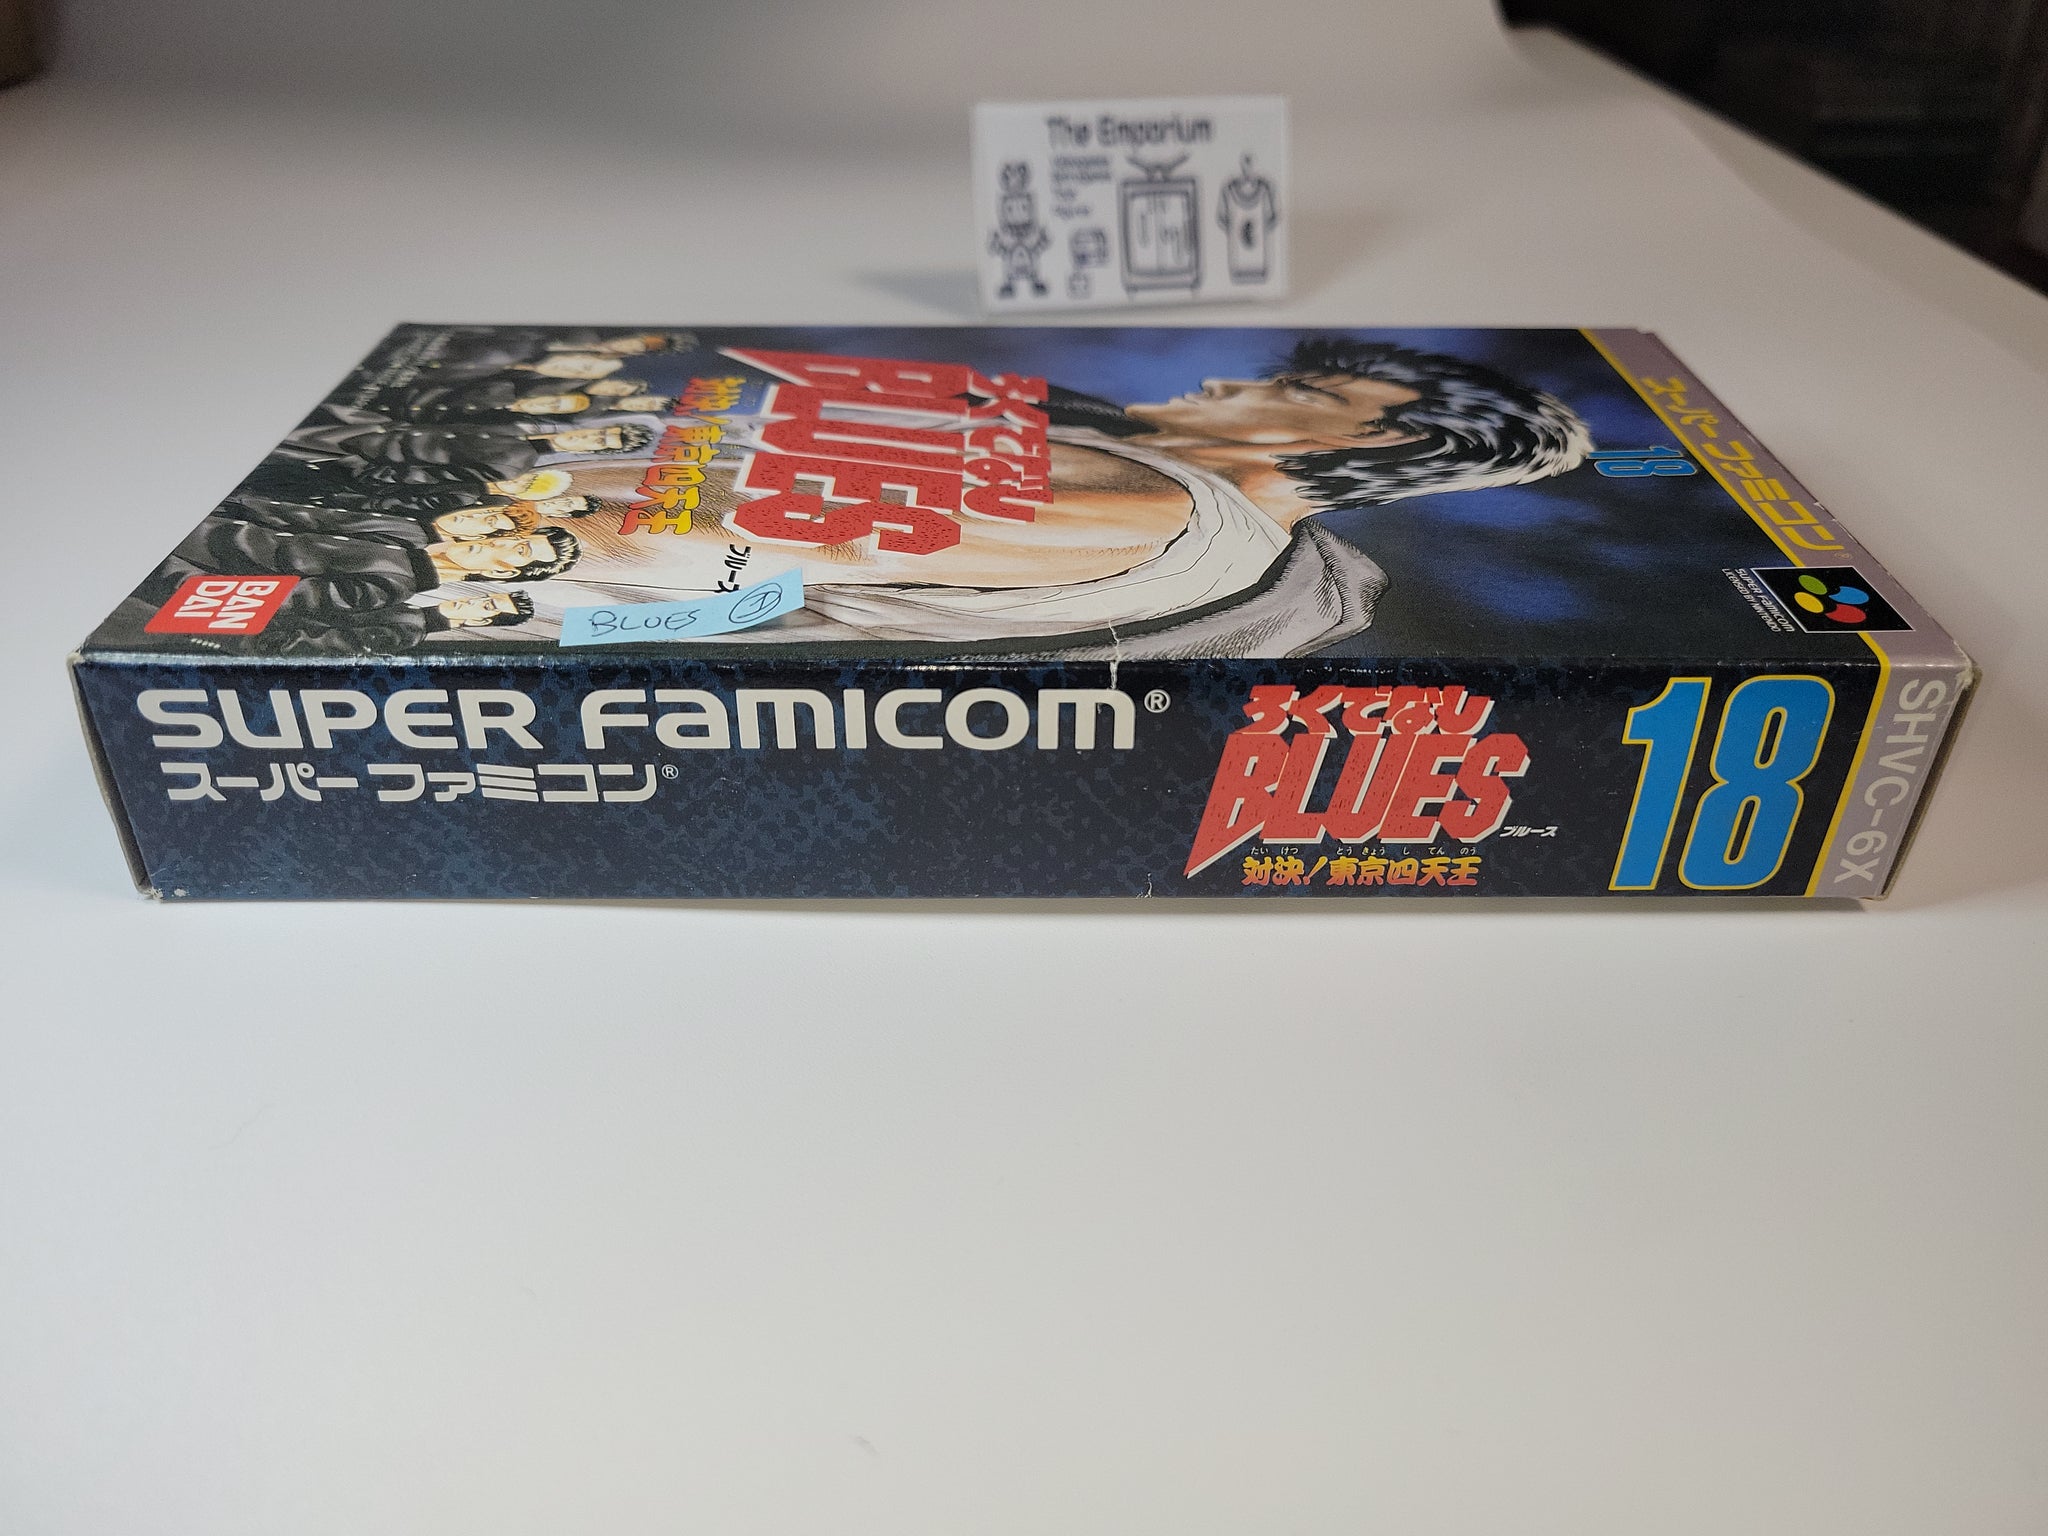 The Emporium
スーパーファミコン®
18
SUPER FAMICOM
LICENSED BY NINTENDO
ろくでなし
BLUES
ブルース
対決!東京四天王
BLUES Ⓗ
BAN
DAI
SUPER FAMICOM®
スーパーファミコン®
ろくでなし
BLUES
ブルース
たいけつ とうきょうしてんのう
対決!東京四天王
18
SHVC-6X